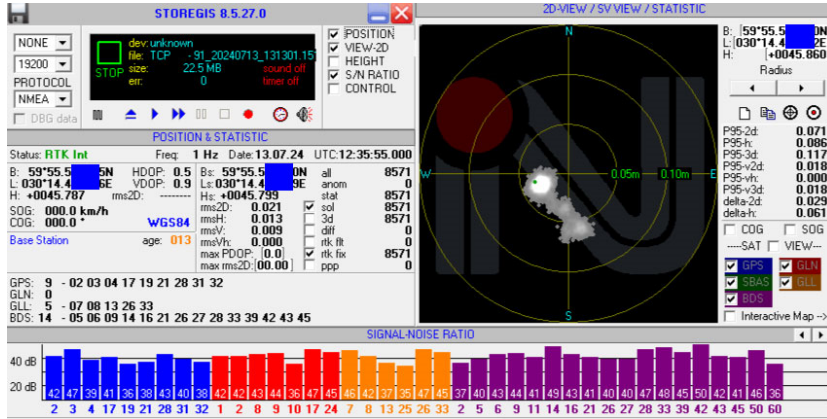 STOREGIS 8.5.27.0
NONE
19200
PROTOCOL
NMEA
DBG data
STOP
dev: unknown
file: TCP - 91_20240713_131301.15
size: 22.5 MB sound off
err: 0 timer off
POSITION
VIEW-2D
HEIGHT
S/N RATIO
CONTROL
POSITION & STATISTIC
Status: RTK Int Freq: 1 Hz Date: 13.07.24 UTC:12:35:55.000
B: 59°55.5 5N HDOP: 0.5 Bs: 59°55.5 0N all 8571
L: 030°14.4 6E VDOP: 0.9 Ls: 030°14.4 9E anom 0
H: +0045.787 rms2D: -------- Hs: +0045.799 stat 8571
rms2D: 0.021 sol 8571
SOG: 000.0 km/h rmsH: 0.013 3d 8571
COG: 000.0 ° WGS84 rmsV: 0.009 diff 0
Base Station age: 013 rmsVh: 0.000 rtk flt 0
max PDOP: [0.0] rtk fix 8571
max rms2D: [00.00] ppp 0
GPS: 9 - 02 03 04 17 19 21 28 31 32
GLN: 0
GLL: 5 - 07 08 13 26 33
BDS: 14 - 05 06 09 14 16 21 26 27 28 33 39 42 43 45
2D-VIEW / SV VIEW / STATISTIC
N
W
E
S
0.05m
0.10m
B: [59°55.5 0N
L: [030°14.4 2E
H: [+0045.860
Radius
P95-2d: 0.071
P95-h: 0.086
P95-3d: 0.117
P95-v2d: 0.018
P95-vh: 0.000
P95-v3d: 0.018
delta-2d: 0.029
delta-h: 0.061
COG SOG
-----SAT VIEW---
GPS GLN
SBAS GLL
BDS
Interactive Map -->
SIGNAL-NOISE RATIO
40 dB
20 dB
42 47 39 41 36 38 43 40 38 42 42 43 44 36 47 45 46 42 37 35 47 45 37 40 43 44 41 49 43 41 40 40 47 48 45 50 42 41 46 36
2 3 4 17 19 21 28 31 32 1 2 8 9 10 17 24 7 8 13 25 26 33 2 5 6 9 11 14 16 21 26 27 28 33 39 42 43 45 50 60